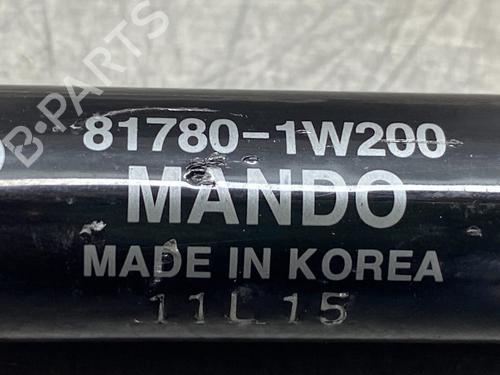 B-PARTS
81780-1W200
MANDO
MADE IN KOREA
11L15